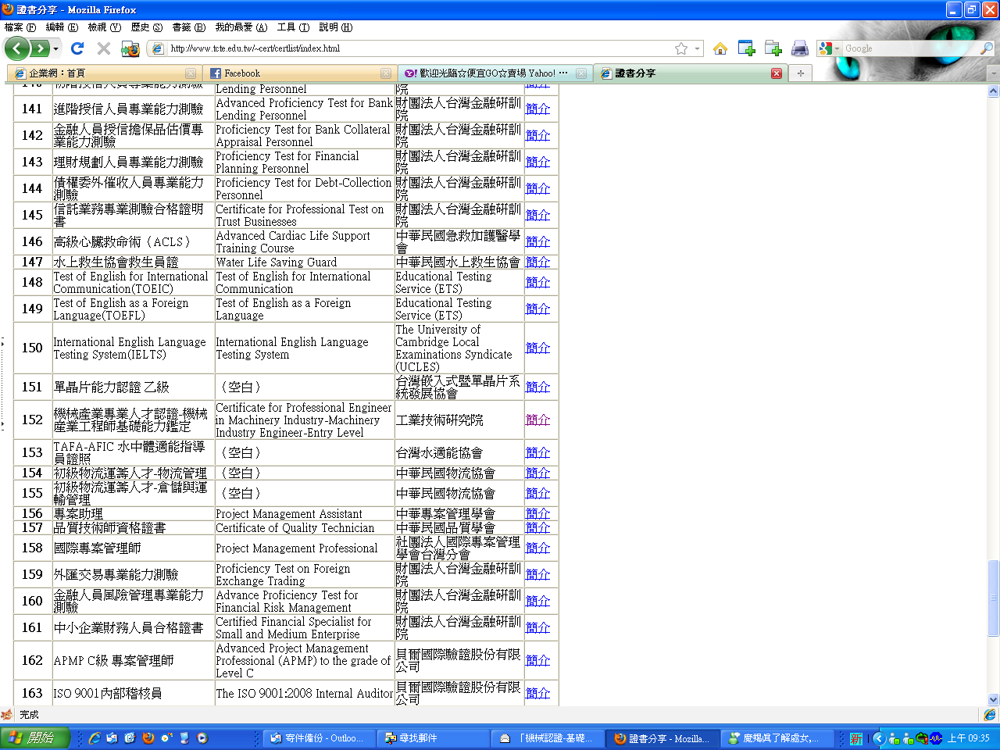 證書分享 - Mozilla Firefox
檔案 (F) 編輯 (E) 檢視 (V) 歷史 (S) 書籤 (B) 我的最愛 (A) 工具 (T) 說明 (H)
http://www.tcte.edu.tw/~cert/certlist/index.html
Google
企業網：首頁
Facebook
歡迎光臨☆便宜GO☆賣場 Yahoo! ...
證書分享
Lending Personnel
院
141 進階授信人員專業能力測驗 Advanced Proficiency Test for Bank 財團法人台灣金融研訓 簡介
Lending Personnel 院
142 金融人員授信擔保品估價專 Proficiency Test for Bank Collateral 財團法人台灣金融研訓 簡介
業能力測驗 Appraisal Personnel 院
143 理財規劃人員專業能力測驗 Proficiency Test for Financial 財團法人台灣金融研訓 簡介
Planning Personnel 院
144 債權委外催收人員專業能力 Proficiency Test for Debt-Collection 財團法人台灣金融研訓 簡介
測驗 Personnel 院
145 信託業務專業測驗合格證明 Certificate for Professional Test on 財團法人台灣金融研訓 簡介
書 Trust Businesses 院
146 高級心臟救命術（ACLS） Advanced Cardiac Life Support 中華民國急救加護醫學 簡介
Training Course 會
147 水上救生協會救生員證 Water Life Saving Guard 中華民國水上救生協會 簡介
148 Test of English for International Test of English for International Educational Testing 簡介
Communication(TOEIC) Communication Service (ETS)
149 Test of English as a Foreign Test of English as a Foreign Educational Testing 簡介
Language(TOEFL) Language Service (ETS)
The University of
150 International English Language International English Language Cambridge Local 簡介
Testing System(IELTS) Testing System Examinations Syndicate
(UCLES)
151 單晶片能力認證 乙級 （空白） 台灣嵌入式暨單晶片系 簡介
統發展協會
152 機械產業專業人才認證-機械 Certificate for Professional Engineer 工業技術研究院 簡介
產業工程師基礎能力鑑定 in Machinery Industry-Machinery
Industry Engineer-Entry Level
153 TAFA-AFIC 水中體適能指導 （空白） 台灣水適能協會 簡介
員證照
154 初級物流運籌人才-物流管理 （空白） 中華民國物流協會 簡介
155 初級物流運籌人才-倉儲與運 （空白） 中華民國物流協會 簡介
輸管理
156 專案助理 Project Management Assistant 中華專案管理學會 簡介
157 品質技術師資格證書 Certificate of Quality Technician 中華民國品質學會 簡介
158 國際專案管理師 Project Management Professional 社團法人國際專案管理 簡介
學會台灣分會
159 外匯交易專業能力測驗 Proficiency Test on Foreign 財團法人台灣金融研訓 簡介
Exchange Trading 院
160 金融人員風險管理專業能力 Advance Proficiency Test for 財團法人台灣金融研訓 簡介
測驗 Financial Risk Management 院
161 中小企業財務人員合格證書 Certified Financial Specialist for 財團法人台灣金融研訓 簡介
Small and Medium Enterprise 院
162 APMP C級 專案管理師 Advanced Project Management 貝爾國際驗證股份有限 簡介
Professional (APMP) to the grade of 公司
Level C
163 ISO 9001內部稽核員 The ISO 9001:2008 Internal Auditor 貝爾國際驗證股份有限 簡介
公司
完成
開始
寄件備份 - Outloo...
尋找郵件
「機械認證-基礎...
證書分享 - Mozilla...
魔羯真了解處女,...
新
上午 09:35